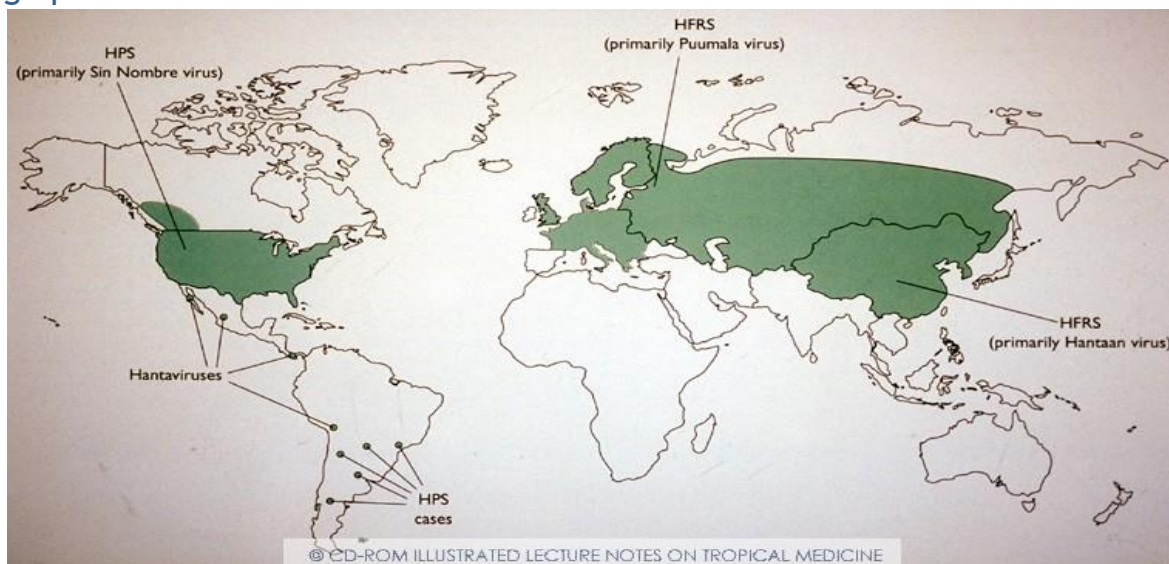 HPS
(primarily Sin Nombre virus)
HFRS
(primarily Puumala virus)
HFRS
(primarily Hantaan virus)
Hantaviruses
HPS
cases
© CD-ROM ILLUSTRATED LECTURE NOTES ON TROPICAL MEDICINE